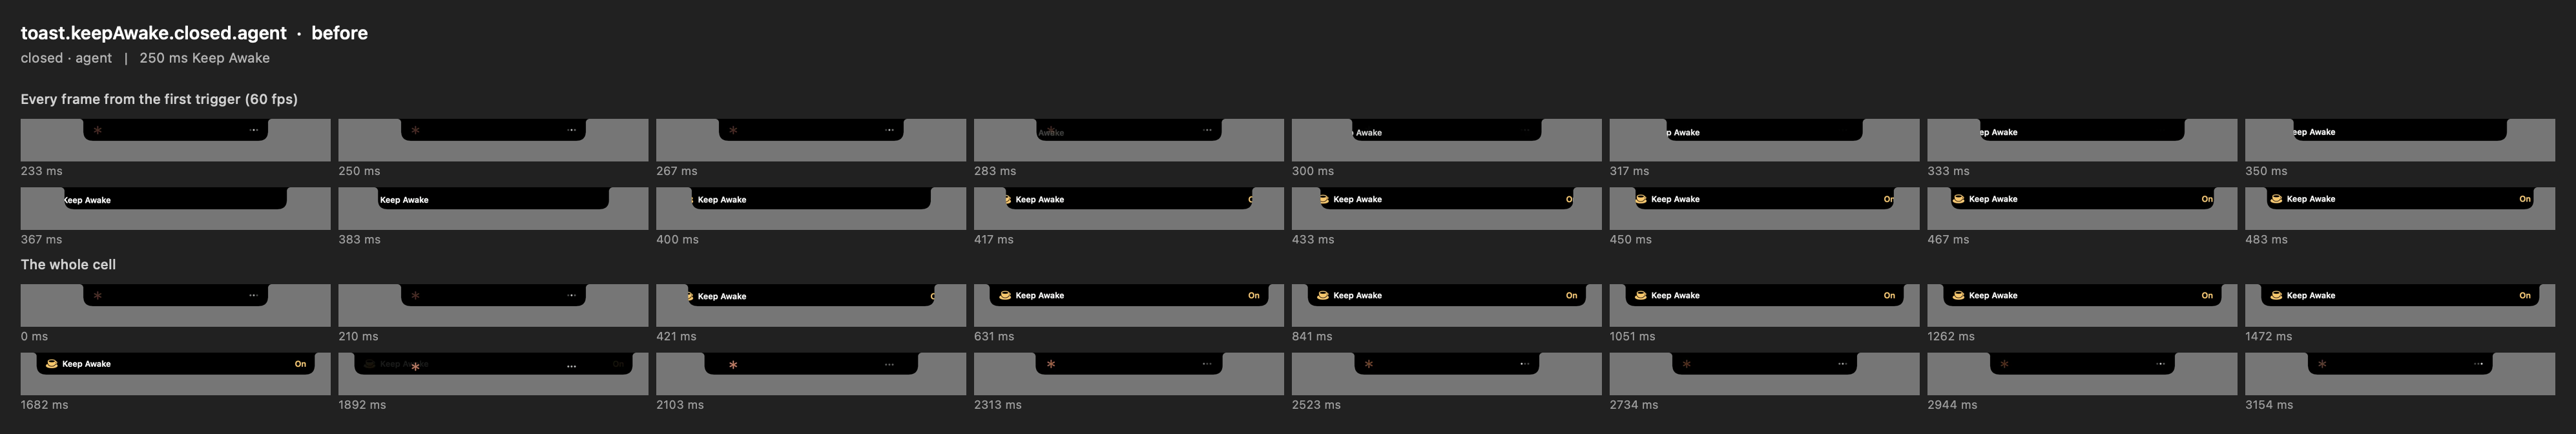 toast.keepAwake.closed.agent · before
closed · agent | 250 ms Keep Awake
Every frame from the first trigger (60 fps)
Awake p Awake p Awake ep Awake eep Awake
233 ms 250 ms 267 ms 283 ms 300 ms 317 ms 333 ms 350 ms
Keep Awake Keep Awake Keep Awake Keep Awake Keep Awake O Keep Awake On Keep Awake On Keep Awake On
367 ms 383 ms 400 ms 417 ms 433 ms 450 ms 467 ms 483 ms
The whole cell
Keep Awake Keep Awake On Keep Awake On Keep Awake On Keep Awake On Keep Awake On
0 ms 210 ms 421 ms 631 ms 841 ms 1051 ms 1262 ms 1472 ms
Keep Awake On Keep Awake On
1682 ms 1892 ms 2103 ms 2313 ms 2523 ms 2734 ms 2944 ms 3154 ms